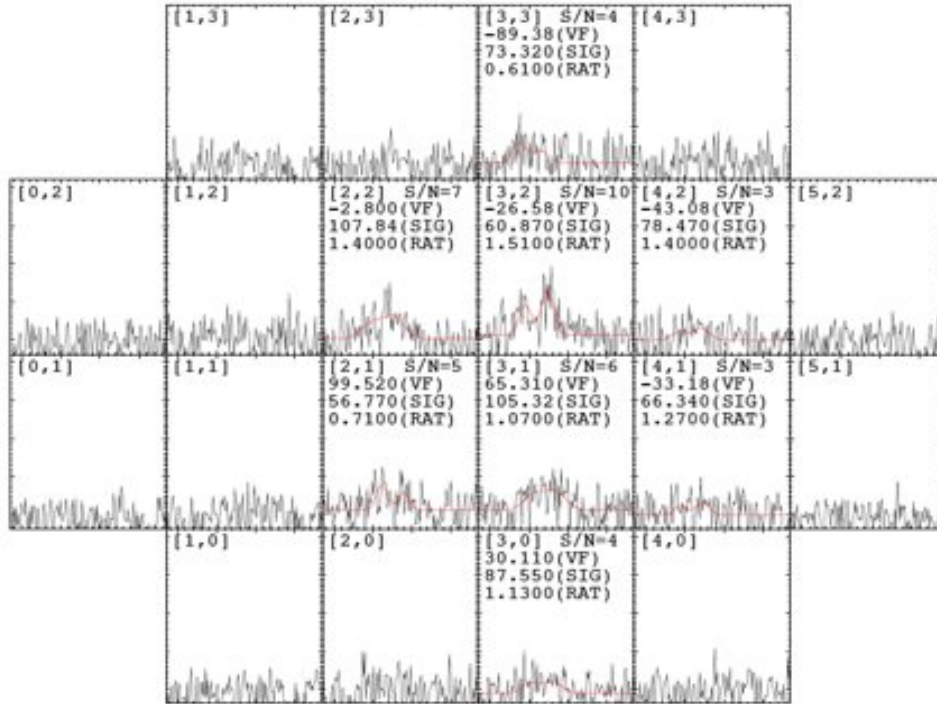 [1,3]
[2,3]
[3,3] S/N=4
-89.38(VF)
73.320(SIG)
0.6100(RAT)
[4,3]
[0,2]
[1,2]
[2,2] S/N=7
-2.800(VF)
107.84(SIG)
1.4000(RAT)
[3,2] S/N=10
-26.58(VF)
60.870(SIG)
1.5100(RAT)
[4,2] S/N=3
-43.08(VF)
78.470(SIG)
1.4000(RAT)
[5,2]
[0,1]
[1,1]
[2,1] S/N=5
99.520(VF)
56.770(SIG)
0.7100(RAT)
[3,1] S/N=6
65.310(VF)
105.32(SIG)
1.0700(RAT)
[4,1] S/N=3
-33.18(VF)
66.340(SIG)
1.2700(RAT)
[5,1]
[1,0]
[2,0]
[3,0] S/N=4
30.110(VF)
87.550(SIG)
1.1300(RAT)
[4,0]